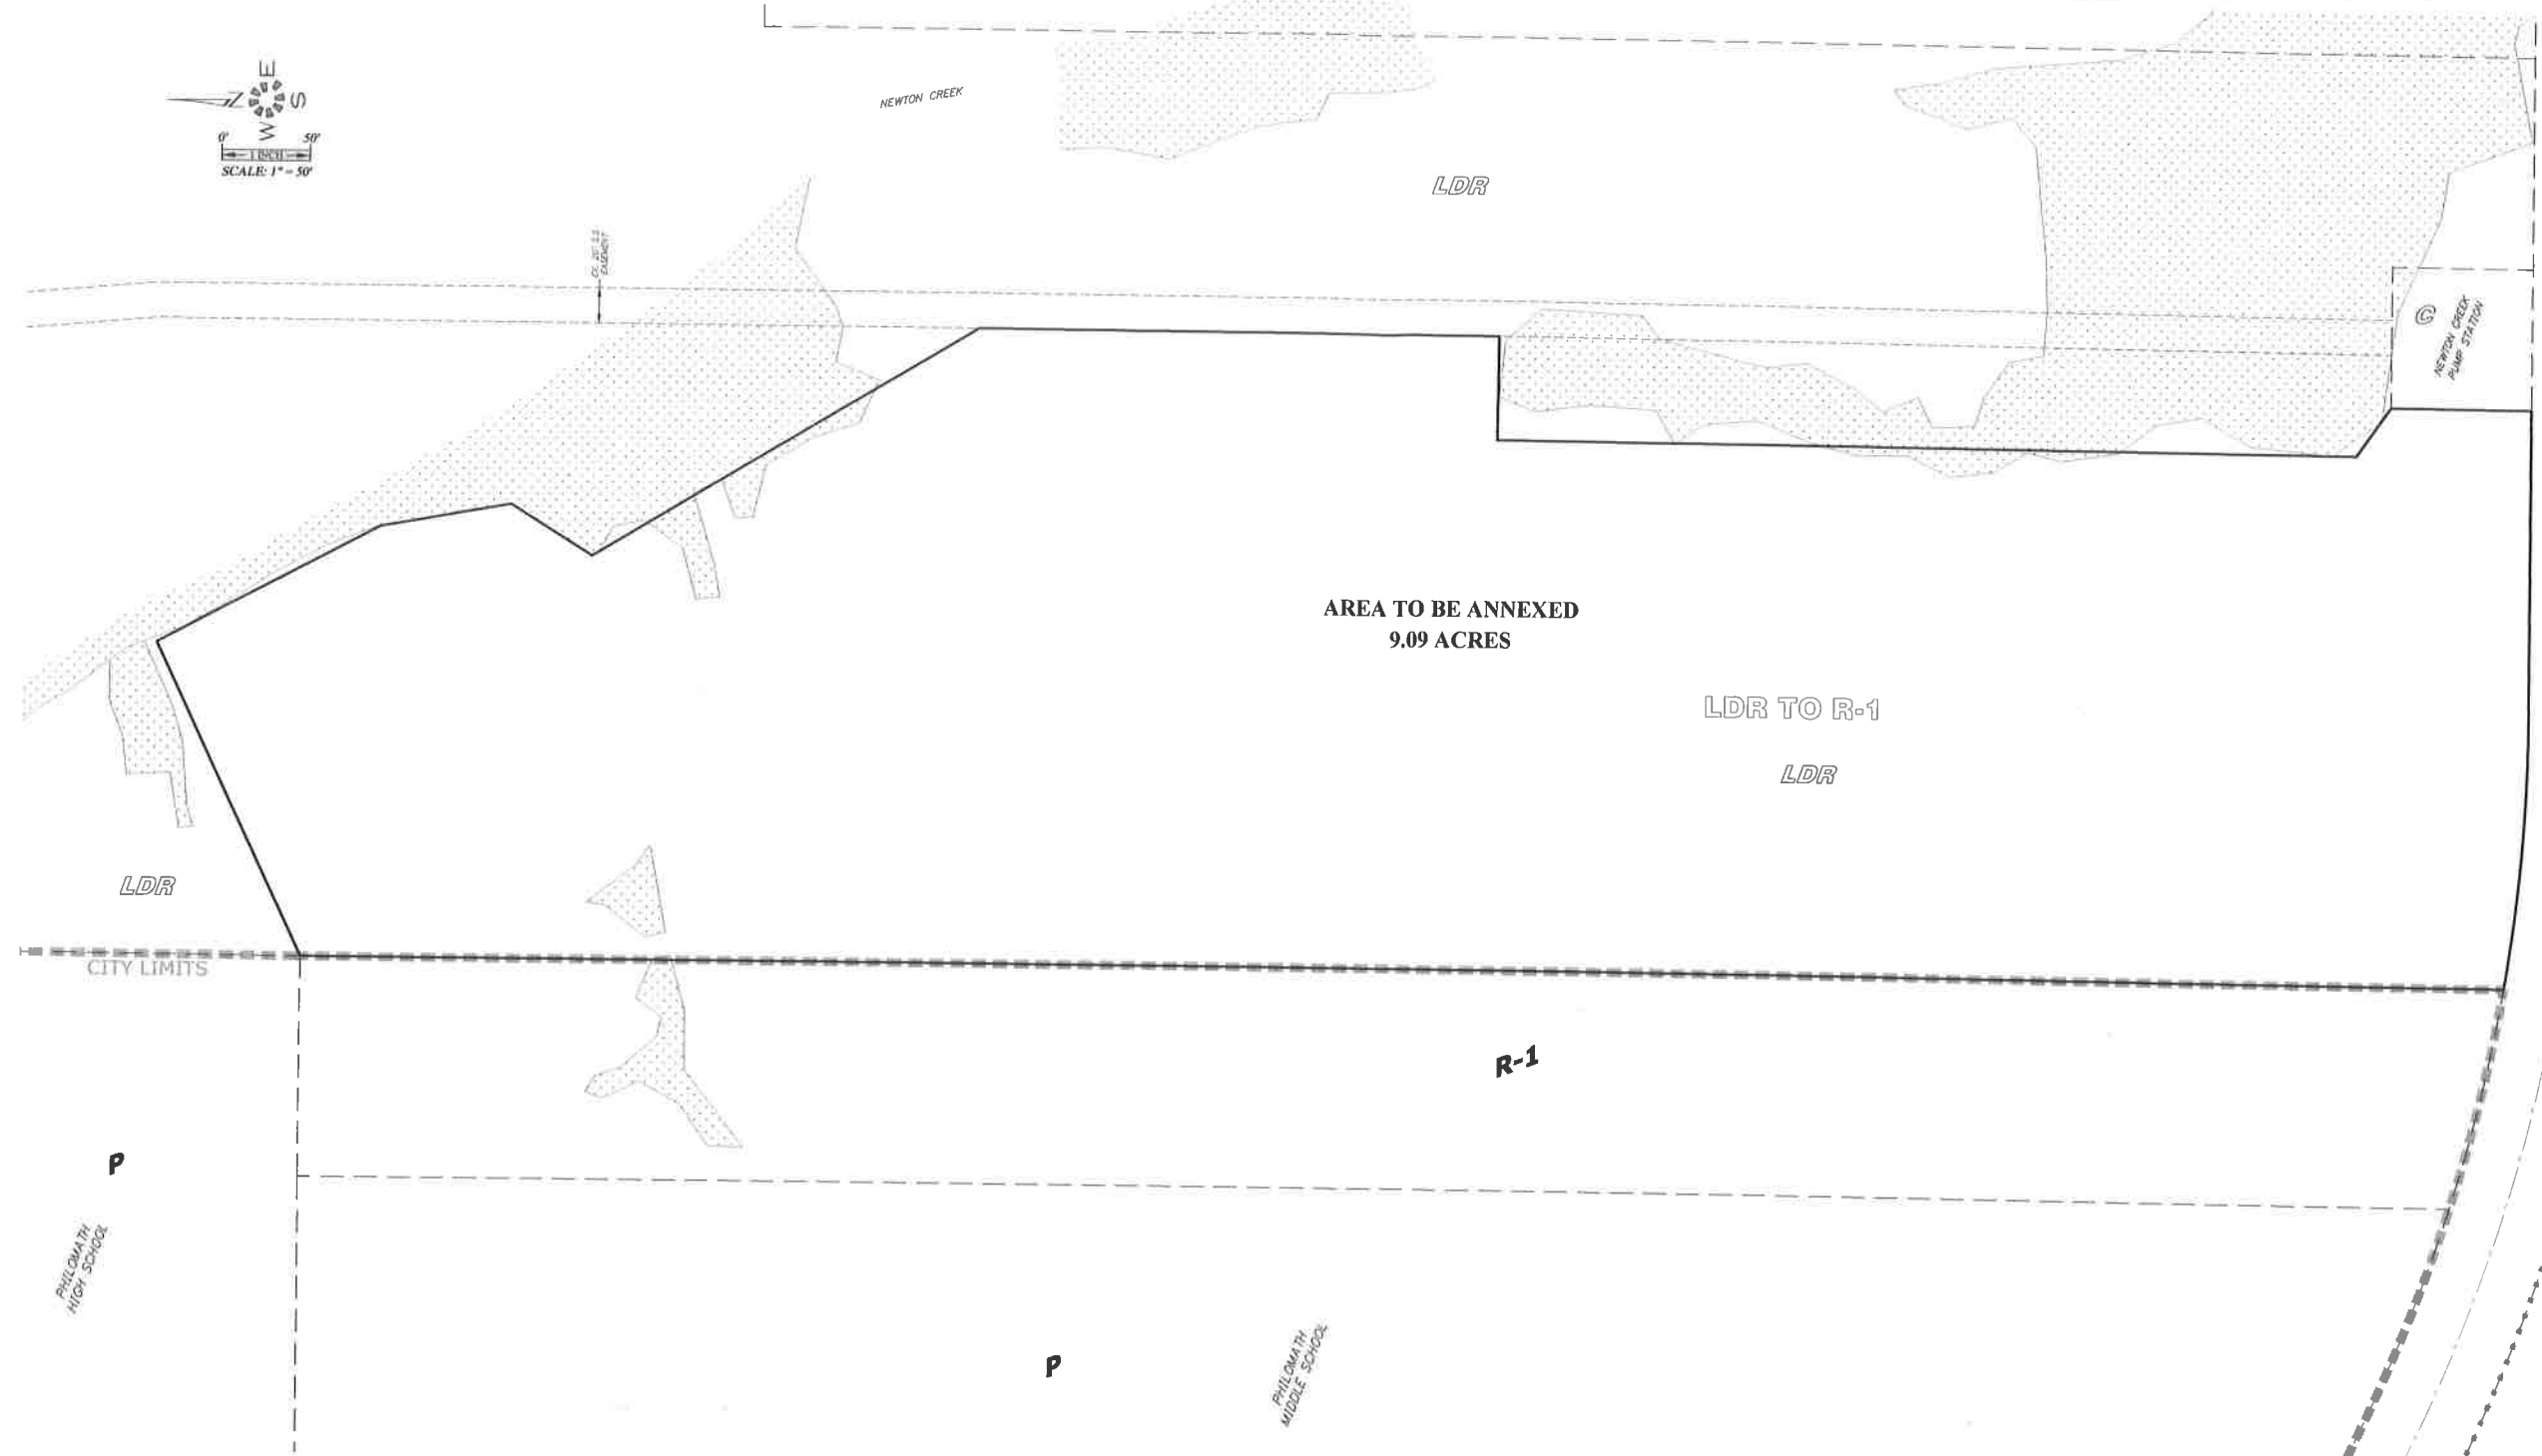 E
N
S
W
0'
50'
1 INCH
SCALE: 1" = 50'
NEWTON CREEK
LDR
EASEMENT
C
NEWTON CREEK
PUMP STATION
AREA TO BE ANNEXED
9.09 ACRES
LDR TO R-1
LDR
LDR
CITY LIMITS
R-1
P
PHILOMATH
HIGH SCHOOL
P
PHILOMATH
MIDDLE SCHOOL